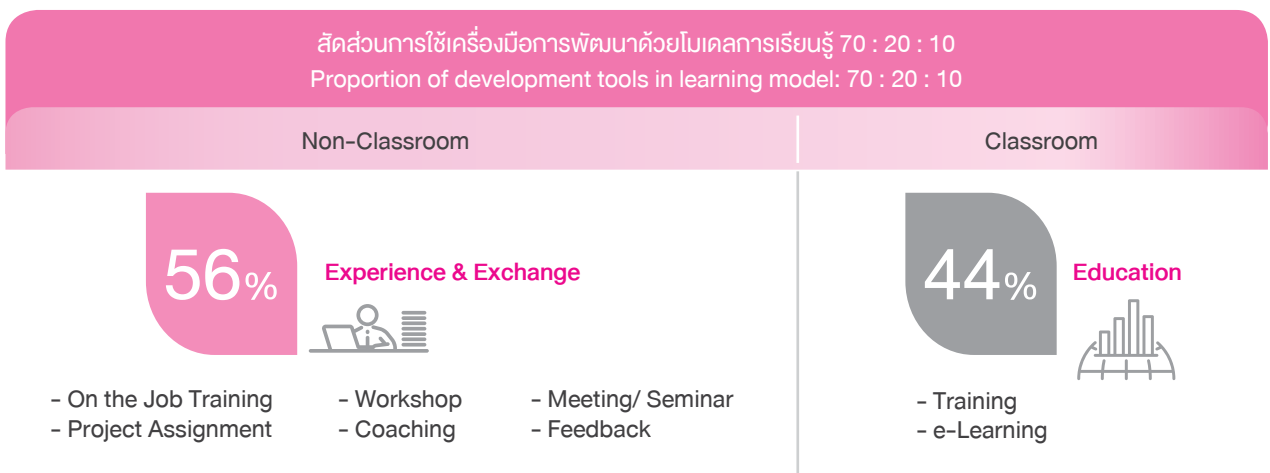 สัดส่วนการใช้เครื่องมือการพัฒนาด้วยโมเดลการเรียนรู้ 70 : 20 : 10
Proportion of development tools in learning model: 70 : 20 : 10
Non-Classroom
Classroom
56%
Experience & Exchange
44%
Education
- On the Job Training
- Project Assignment
- Workshop
- Coaching
- Meeting/ Seminar
- Feedback
- Training
- e-Learning